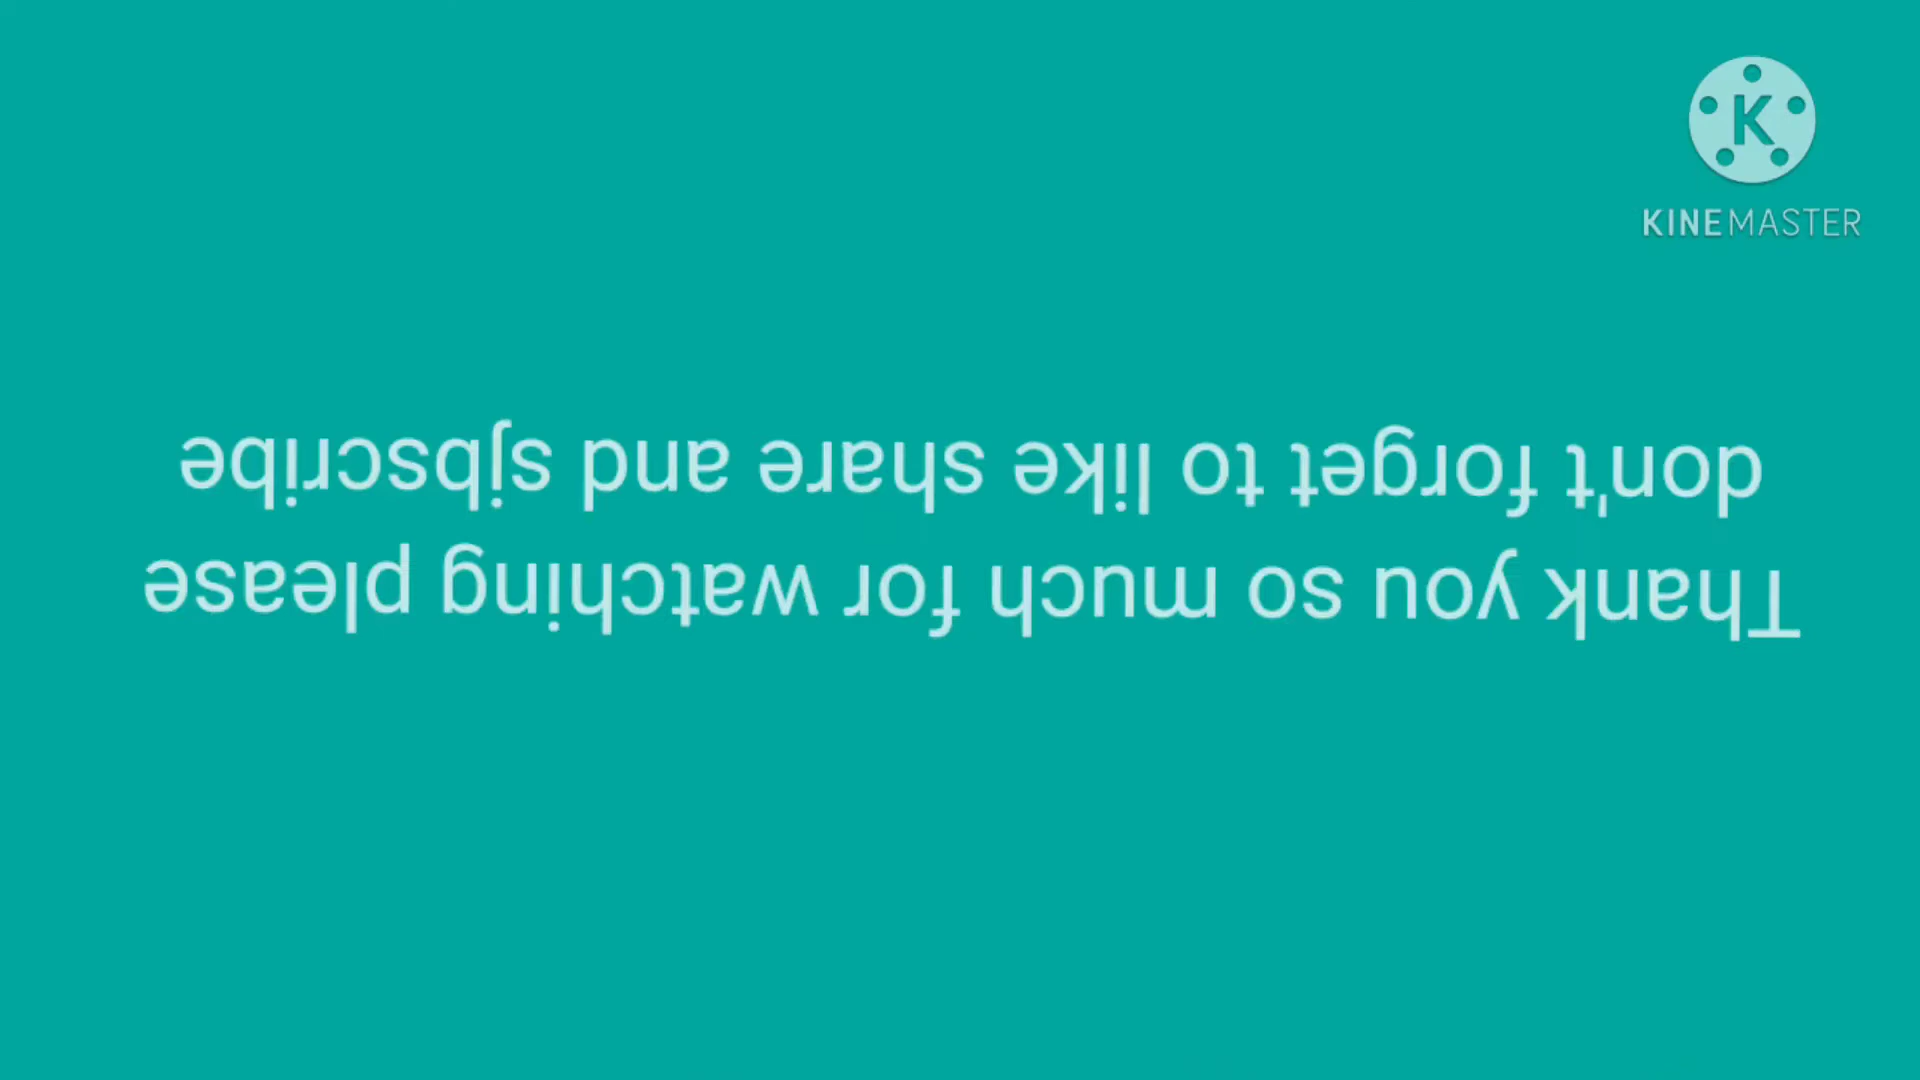 Thank you so much for watching please
don't forget to like share and sjbscribe
K
KINEMASTER